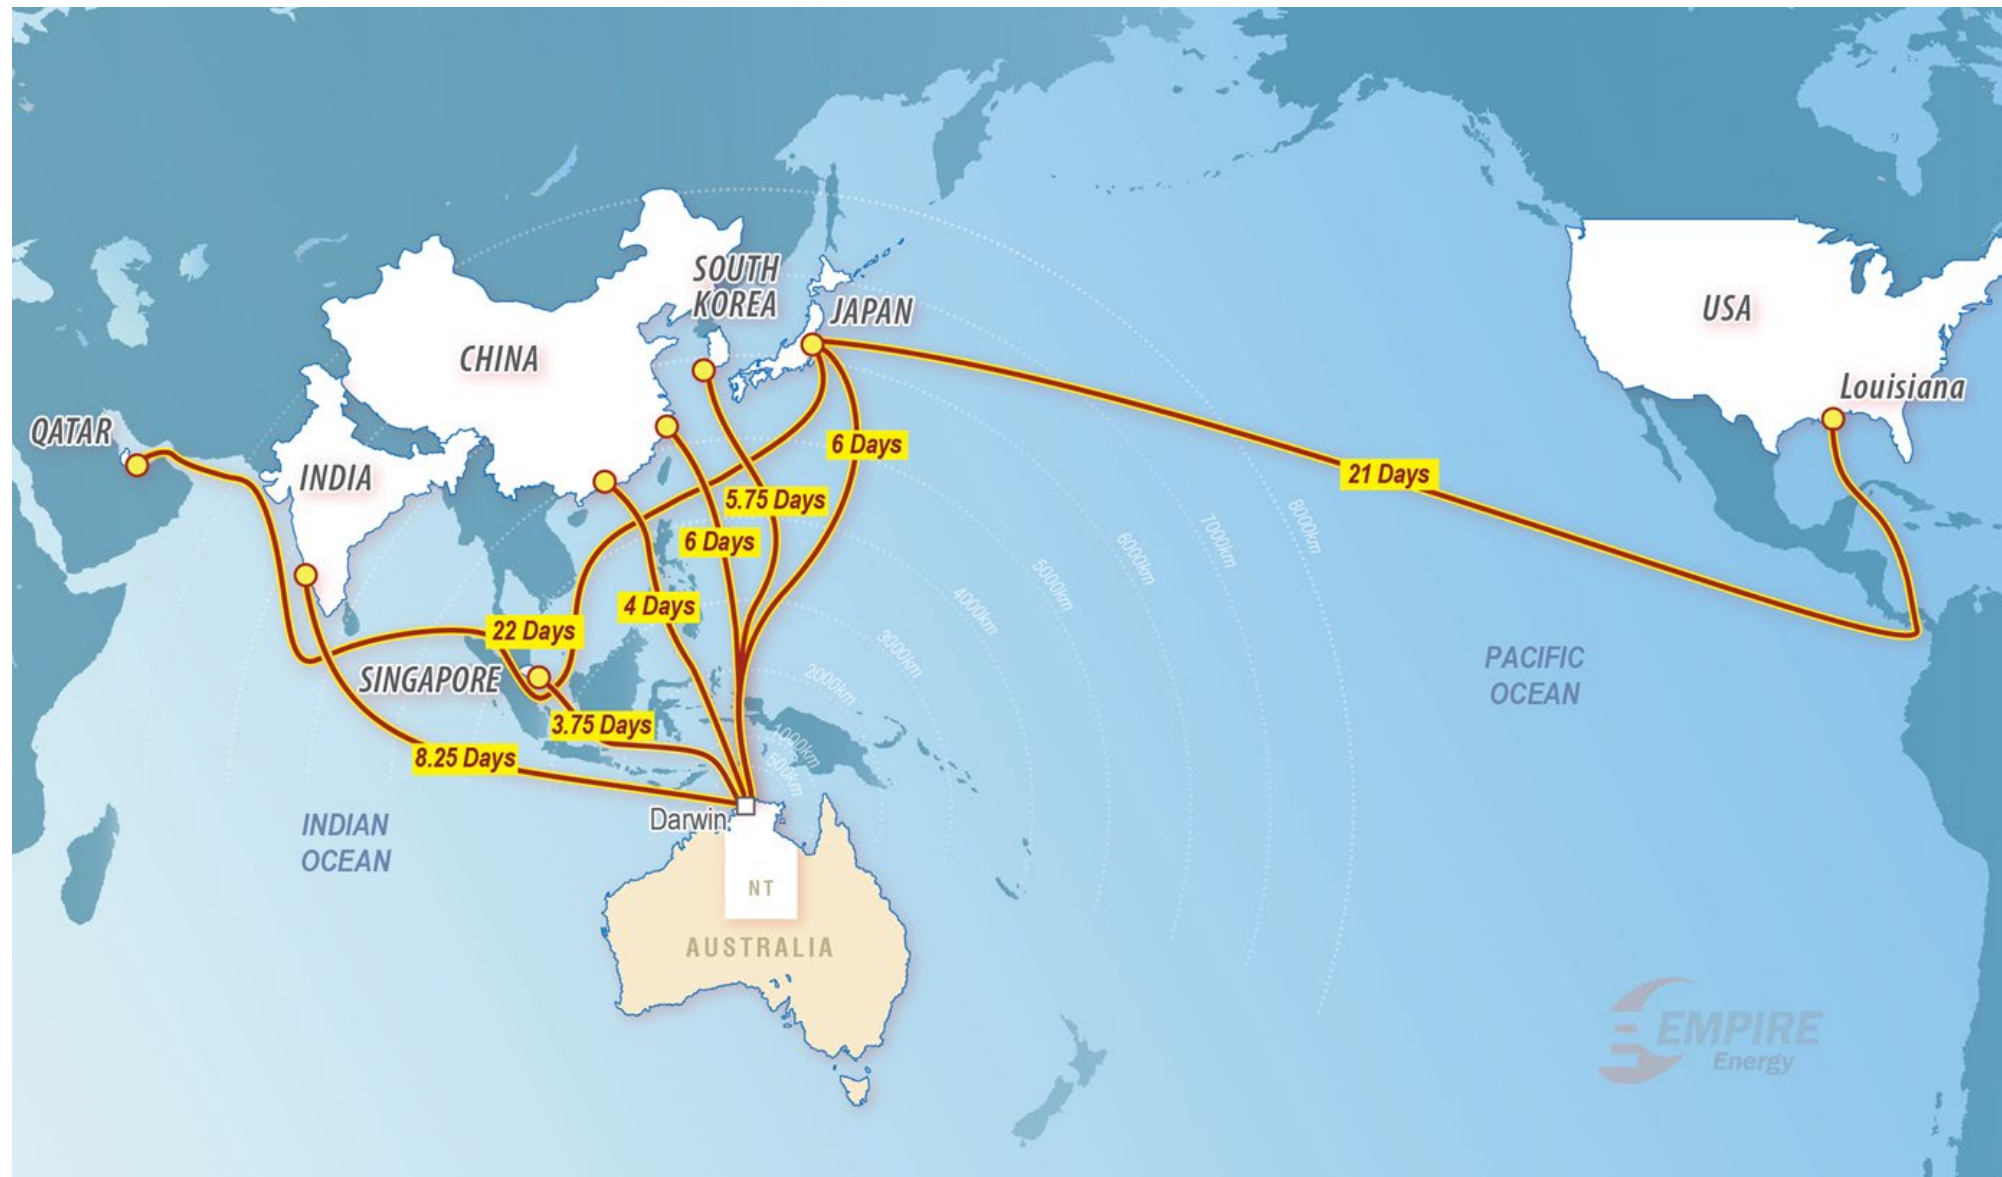 SOUTH
KOREA
JAPAN
USA
CHINA
Louisiana
QATAR
INDIA
6 Days
21 Days
5.75 Days
6 Days
8000km
7000km
6000km
5000km
4000km
3000km
2000km
1000km
500km
4 Days
22 Days
SINGAPORE
PACIFIC
OCEAN
3.75 Days
8.25 Days
Darwin
INDIAN
OCEAN
NT
AUSTRALIA
EMPIRE
Energy